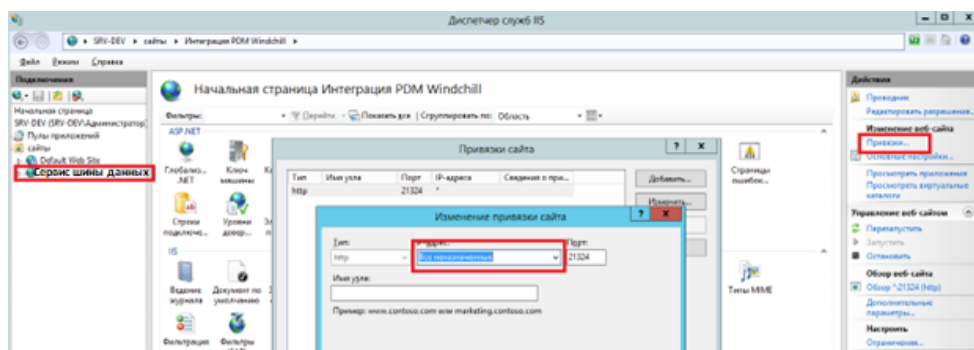 Диспетчер служб IIS
SRV-DEV ▸ сайты ▸ Интеграция PDM Windchill ▸
Файл Режим Справка
Подключения
Начальная страница
SRV-DEV (SRV-DEV\Администратор)
Пулы приложений
сайты
Default Web Site
Сервис шины данных
Начальная страница Интеграция PDM Windchill
Фильтры: Перейти Показать все Группировать по: Область
ASP.NET
Глобализ...
.NET
Ключ
машины
Строки
подключе...
Уровни
довер...
IIS
Ведение
журнала
Документ по
умолчанию
Фильтрация
Фильтры
Страницы
ошибок...
Типы MIME
Привязки сайта
Тип Имя узла Порт IP-адреса Сведения о при...
http 21324 *
Добавить...
Изменить...
Изменение привязки сайта
Тип: IP-адрес: Порт:
http Все неназначенные 21324
Имя узла:
Пример: www.contoso.com или marketing.contoso.com
Действия
Проводник
Редактировать разрешения...
Изменение веб-сайта
Привязки...
Основные настройки...
Просмотреть приложения
Просмотреть виртуальные
каталоги
Управление веб-сайтом
Перезапустить
Запустить
Остановить
Обзор веб-сайта
Обзор *:21324 (http)
Дополнительные
параметры...
Настроить
Ограничения...